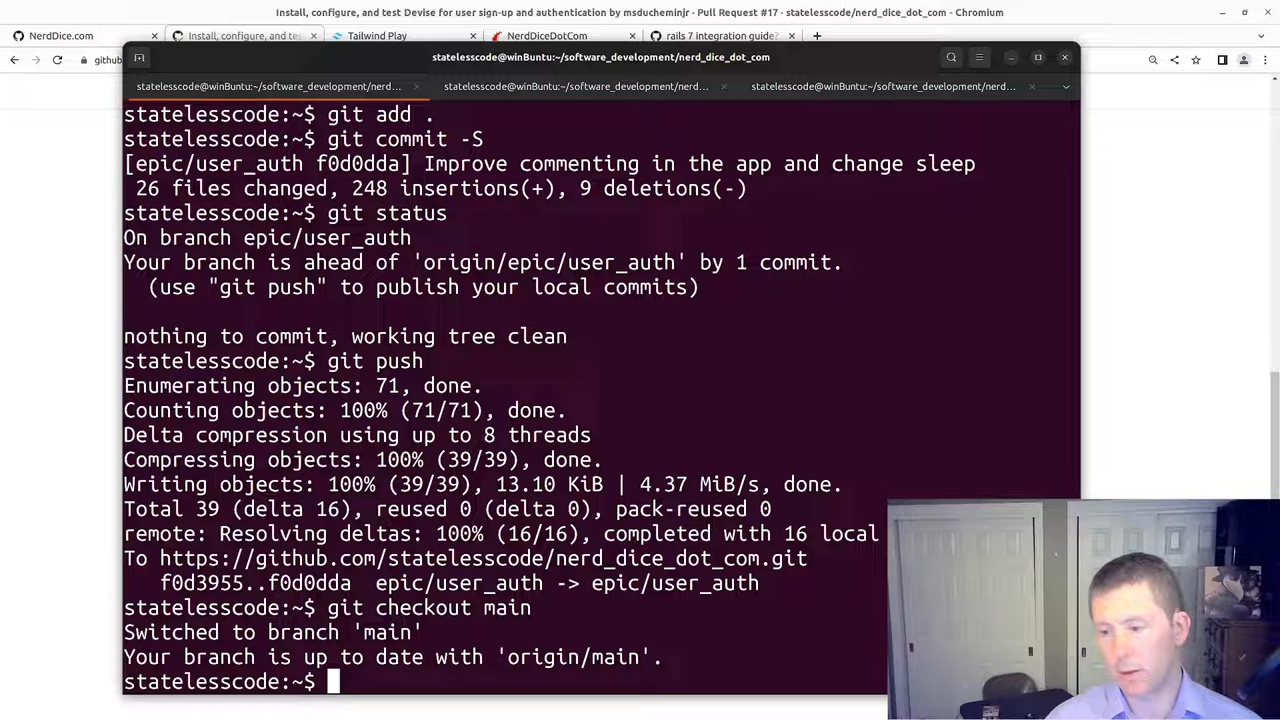 Install, configure, and test Devise for user sign-up and authentication by msducheminjr · Pull Request #17 · statelesscode/nerd_dice_dot_com - Chromium
NerdDice.com
Install, configure, and tes
Tailwind Play
NerdDiceDotCom
rails 7 integration guide?
github
statelesscode@winBuntu:~/software_development/nerd_dice_dot_com
statelesscode@winBuntu:~/software_development/nerd...
statelesscode@winBuntu:~/software_development/nerd...
statelesscode@winBuntu:~/software_development/nerd...
statelesscode:~$ git add .
statelesscode:~$ git commit -S
[epic/user_auth f0d0dda] Improve commenting in the app and change sleep
26 files changed, 248 insertions(+), 9 deletions(-)
statelesscode:~$ git status
On branch epic/user_auth
Your branch is ahead of 'origin/epic/user_auth' by 1 commit.
(use "git push" to publish your local commits)
nothing to commit, working tree clean
statelesscode:~$ git push
Enumerating objects: 71, done.
Counting objects: 100% (71/71), done.
Delta compression using up to 8 threads
Compressing objects: 100% (39/39), done.
Writing objects: 100% (39/39), 13.10 KiB | 4.37 MiB/s, done.
Total 39 (delta 16), reused 0 (delta 0), pack-reused 0
remote: Resolving deltas: 100% (16/16), completed with 16 local
To https://github.com/statelesscode/nerd_dice_dot_com.git
f0d3955..f0d0dda  epic/user_auth -> epic/user_auth
statelesscode:~$ git checkout main
Switched to branch 'main'
Your branch is up to date with 'origin/main'.
statelesscode:~$